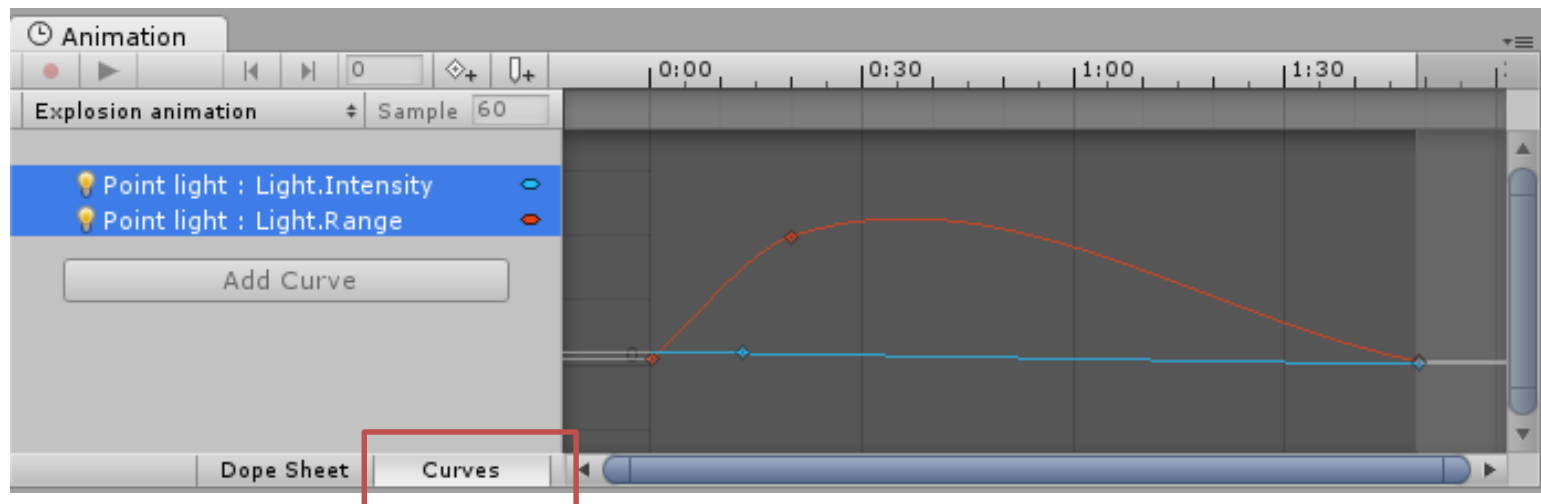 Animation
0 0:00 0:30 1:00 1:30
Explosion animation Sample 60
Point light : Light.Intensity
Point light : Light.Range
Add Curve
0
Dope Sheet Curves